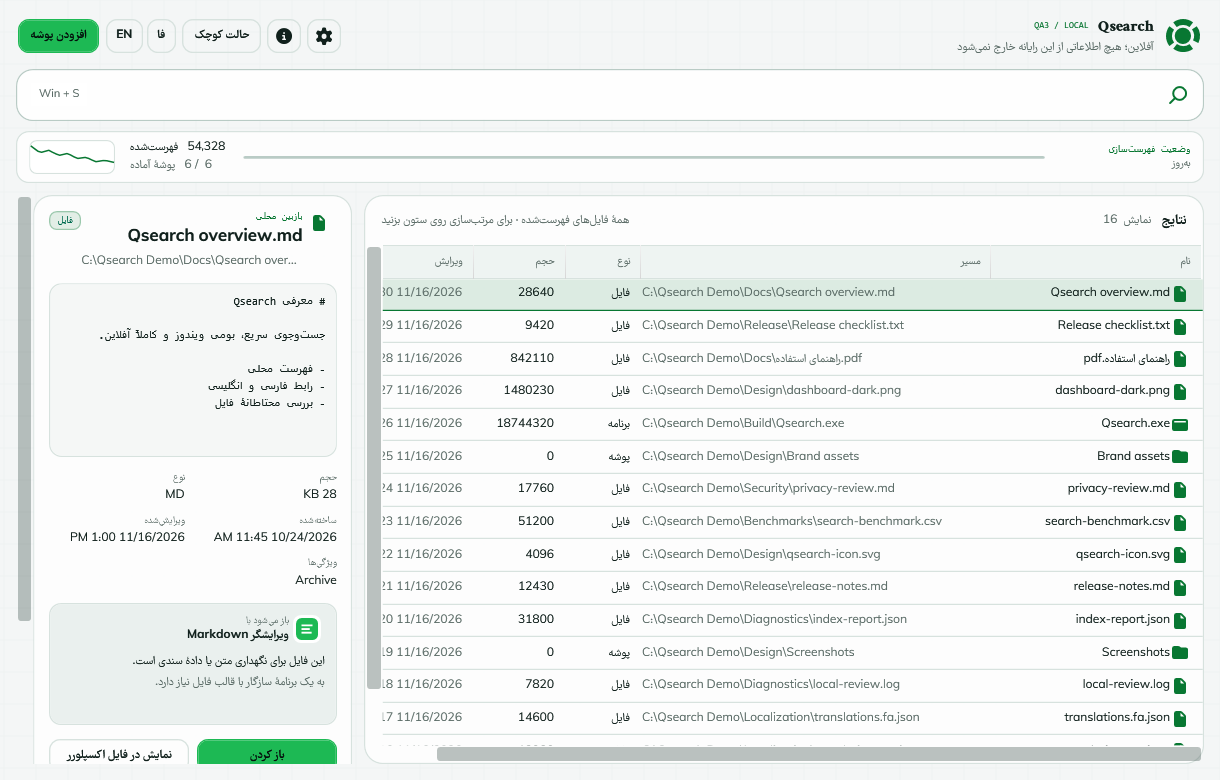 Qsearch QA3 / LOCAL
آفلاین؛ هیچ اطلاعاتی از این رایانه خارج نمی‌شود
حالت کوچک فا EN افزودن پوشه
Win + S
وضعیت فهرست‌سازی
به‌روز
54,328 فهرست‌شده
6 / 6 پوشهٔ آماده
نتایج نمایش 16 همهٔ فایل‌های فهرست‌شده • برای مرتب‌سازی روی ستون بزنید
نام مسیر نوع حجم ویرایش
Qsearch overview.md C:\Qsearch Demo\Docs\Qsearch overview.md فایل 28640 11/16/2026 30
Release checklist.txt C:\Qsearch Demo\Release\Release checklist.txt فایل 9420 11/16/2026 29
راهنمای استفاده.pdf C:\Qsearch Demo\Docs\راهنمای استفاده.pdf فایل 842110 11/16/2026 28
dashboard-dark.png C:\Qsearch Demo\Design\dashboard-dark.png فایل 1480230 11/16/2026 27
Qsearch.exe C:\Qsearch Demo\Build\Qsearch.exe برنامه 18744320 11/16/2026 26
Brand assets C:\Qsearch Demo\Design\Brand assets پوشه 0 11/16/2026 25
privacy-review.md C:\Qsearch Demo\Security\privacy-review.md فایل 17760 11/16/2026 24
search-benchmark.csv C:\Qsearch Demo\Benchmarks\search-benchmark.csv فایل 51200 11/16/2026 23
qsearch-icon.svg C:\Qsearch Demo\Design\qsearch-icon.svg فایل 4096 11/16/2026 22
release-notes.md C:\Qsearch Demo\Release\release-notes.md فایل 12430 11/16/2026 21
index-report.json C:\Qsearch Demo\Diagnostics\index-report.json فایل 31800 11/16/2026 20
Screenshots C:\Qsearch Demo\Design\Screenshots پوشه 0 11/16/2026 19
local-review.log C:\Qsearch Demo\Diagnostics\local-review.log فایل 7820 11/16/2026 18
translations.fa.json C:\Qsearch Demo\Localization\translations.fa.json فایل 14600 11/16/2026 17
بازبین محلی
فایل
Qsearch overview.md
C:\Qsearch Demo\Docs\Qsearch over...
# معرفی Qsearch
جست‌وجوی سریع، بومی ویندوز و کاملاً آفلاین.
- فهرست محلی
- رابط فارسی و انگلیسی
- بررسی محتاطانهٔ فایل
حجم نوع
KB 28 MD
ساخته‌شده ویرایش‌شده
AM 11:45 10/24/2026 PM 1:00 11/16/2026
ویژگی‌ها
Archive
باز می‌شود با
ویرایشگر Markdown
این فایل برای نگهداری متن یا دادهٔ سندی است.
به یک برنامهٔ سازگار با قالب فایل نیاز دارد.
باز کردن نمایش در فایل اکسپلورر